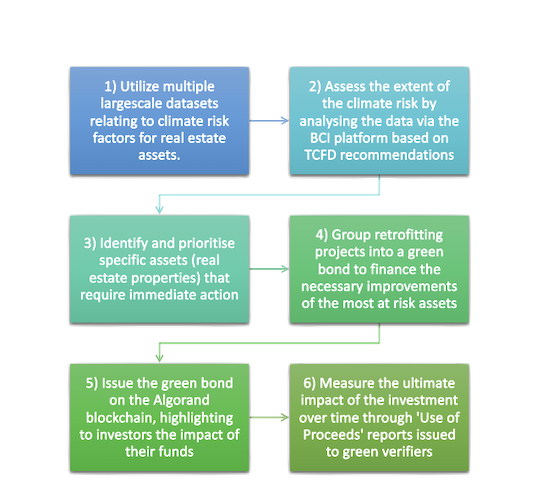 1) Utilize multiple
largescale datasets
relating to climate risk
factors for real estate
assets.
2) Assess the extent of
the climate risk by
analysing the data via the
BCI platform based on
TCFD recommendations
3) Identify and prioritise
specific assets (real
estate properties) that
require immediate action
4) Group retrofitting
projects into a green
bond to finance the
necessary improvements
of the most at risk assets
5) Issue the green bond
on the Algorand
blockchain, highlighting
to investors the impact of
their funds
6) Measure the ultimate
impact of the investment
over time through 'Use of
Proceeds' reports issued
to green verifiers